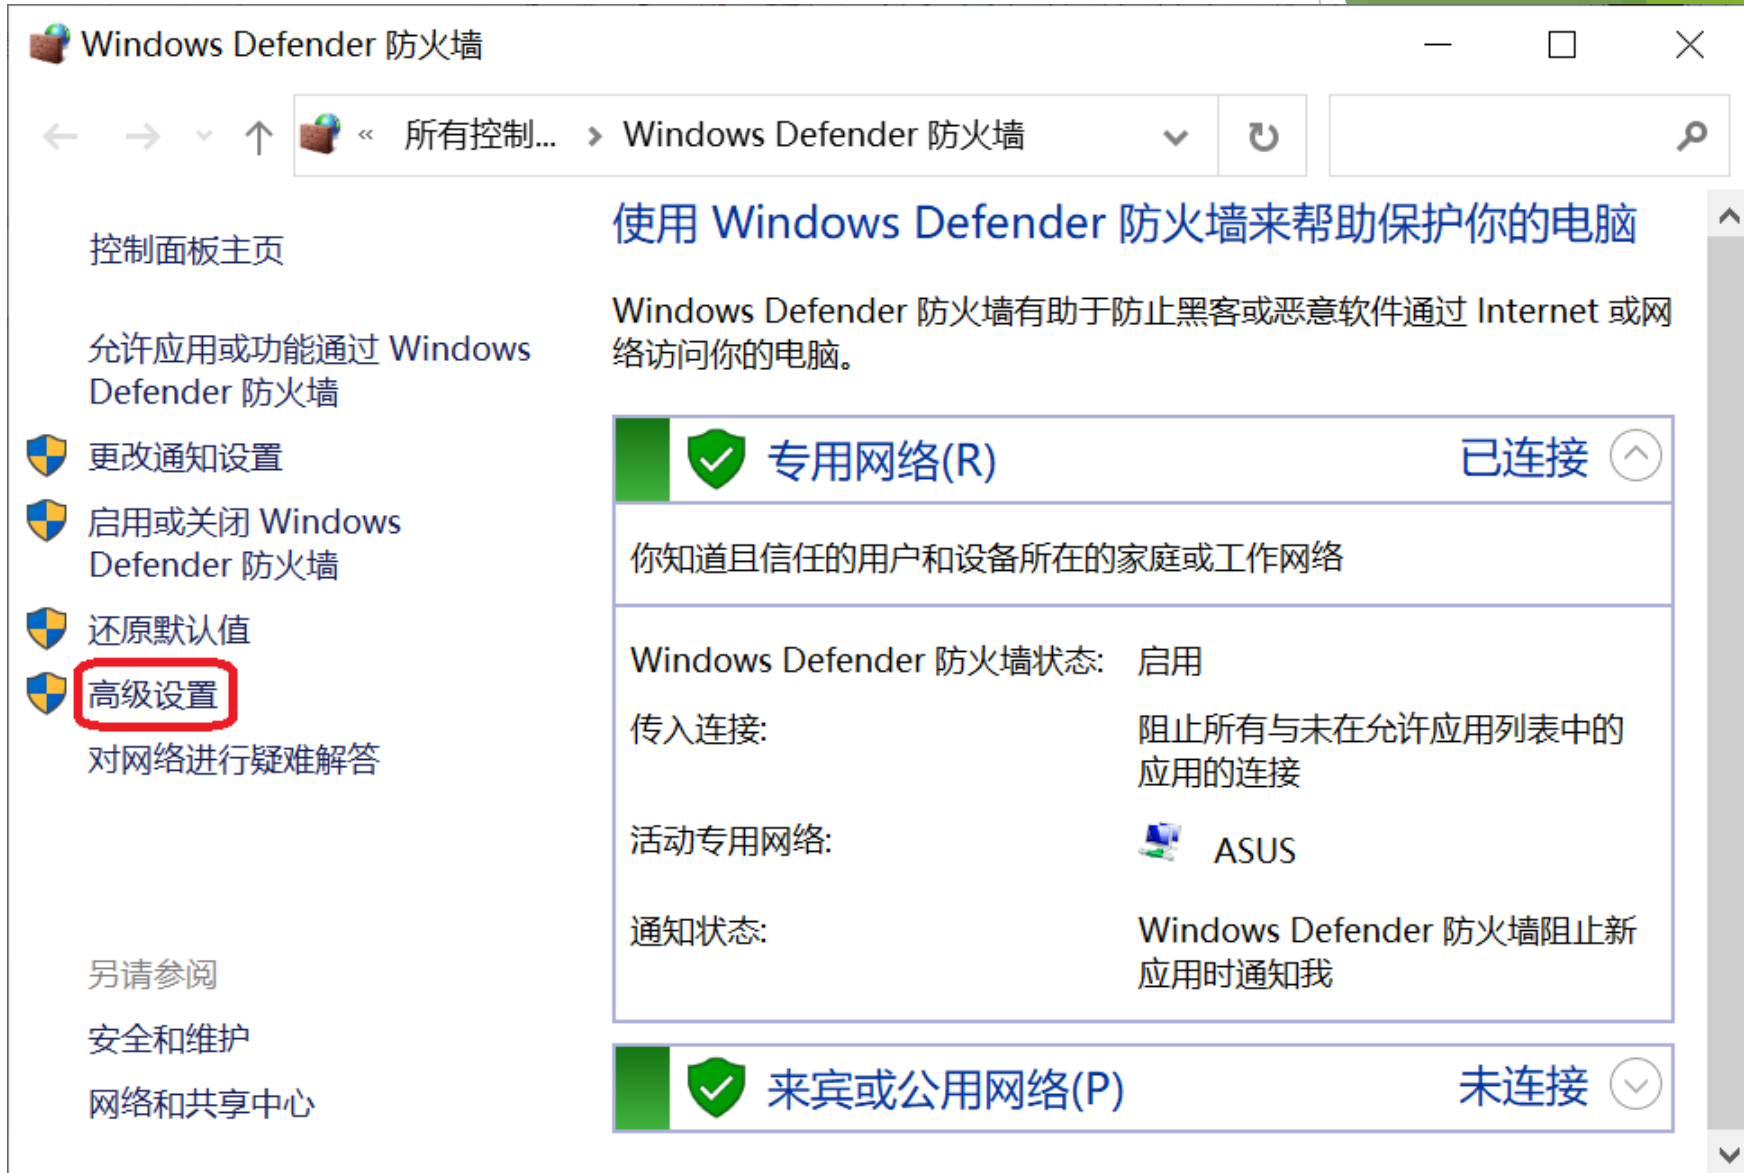 Windows Defender 防火墙
« 所有控制... › Windows Defender 防火墙
控制面板主页
允许应用或功能通过 Windows
Defender 防火墙
更改通知设置
启用或关闭 Windows
Defender 防火墙
还原默认值
高级设置
对网络进行疑难解答
另请参阅
安全和维护
网络和共享中心
使用 Windows Defender 防火墙来帮助保护你的电脑
Windows Defender 防火墙有助于防止黑客或恶意软件通过 Internet 或网
络访问你的电脑。
专用网络(R) 已连接
你知道且信任的用户和设备所在的家庭或工作网络
Windows Defender 防火墙状态: 启用
传入连接: 阻止所有与未在允许应用列表中的
应用的连接
活动专用网络: ASUS
通知状态: Windows Defender 防火墙阻止新
应用时通知我
来宾或公用网络(P) 未连接